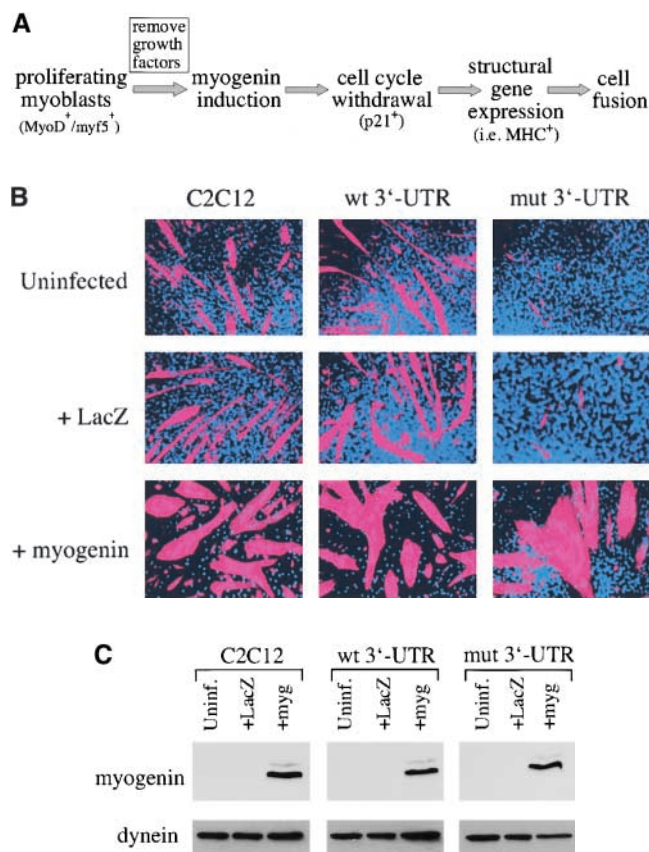 A
remove
growth
factors
proliferating
myoblasts
(MyoD+/myf5+)
myogenin
induction
cell cycle
withdrawal
(p21+)
structural
gene
expression
(i.e. MHC+)
cell
fusion
B
C2C12 wt 3‘-UTR mut 3‘-UTR
Uninfected
+ LacZ
+ myogenin
C
C2C12 wt 3‘-UTR mut 3‘-UTR
Uninf. +LacZ +myg Uninf. +LacZ +myg Uninf. +LacZ +myg
myogenin
dynein